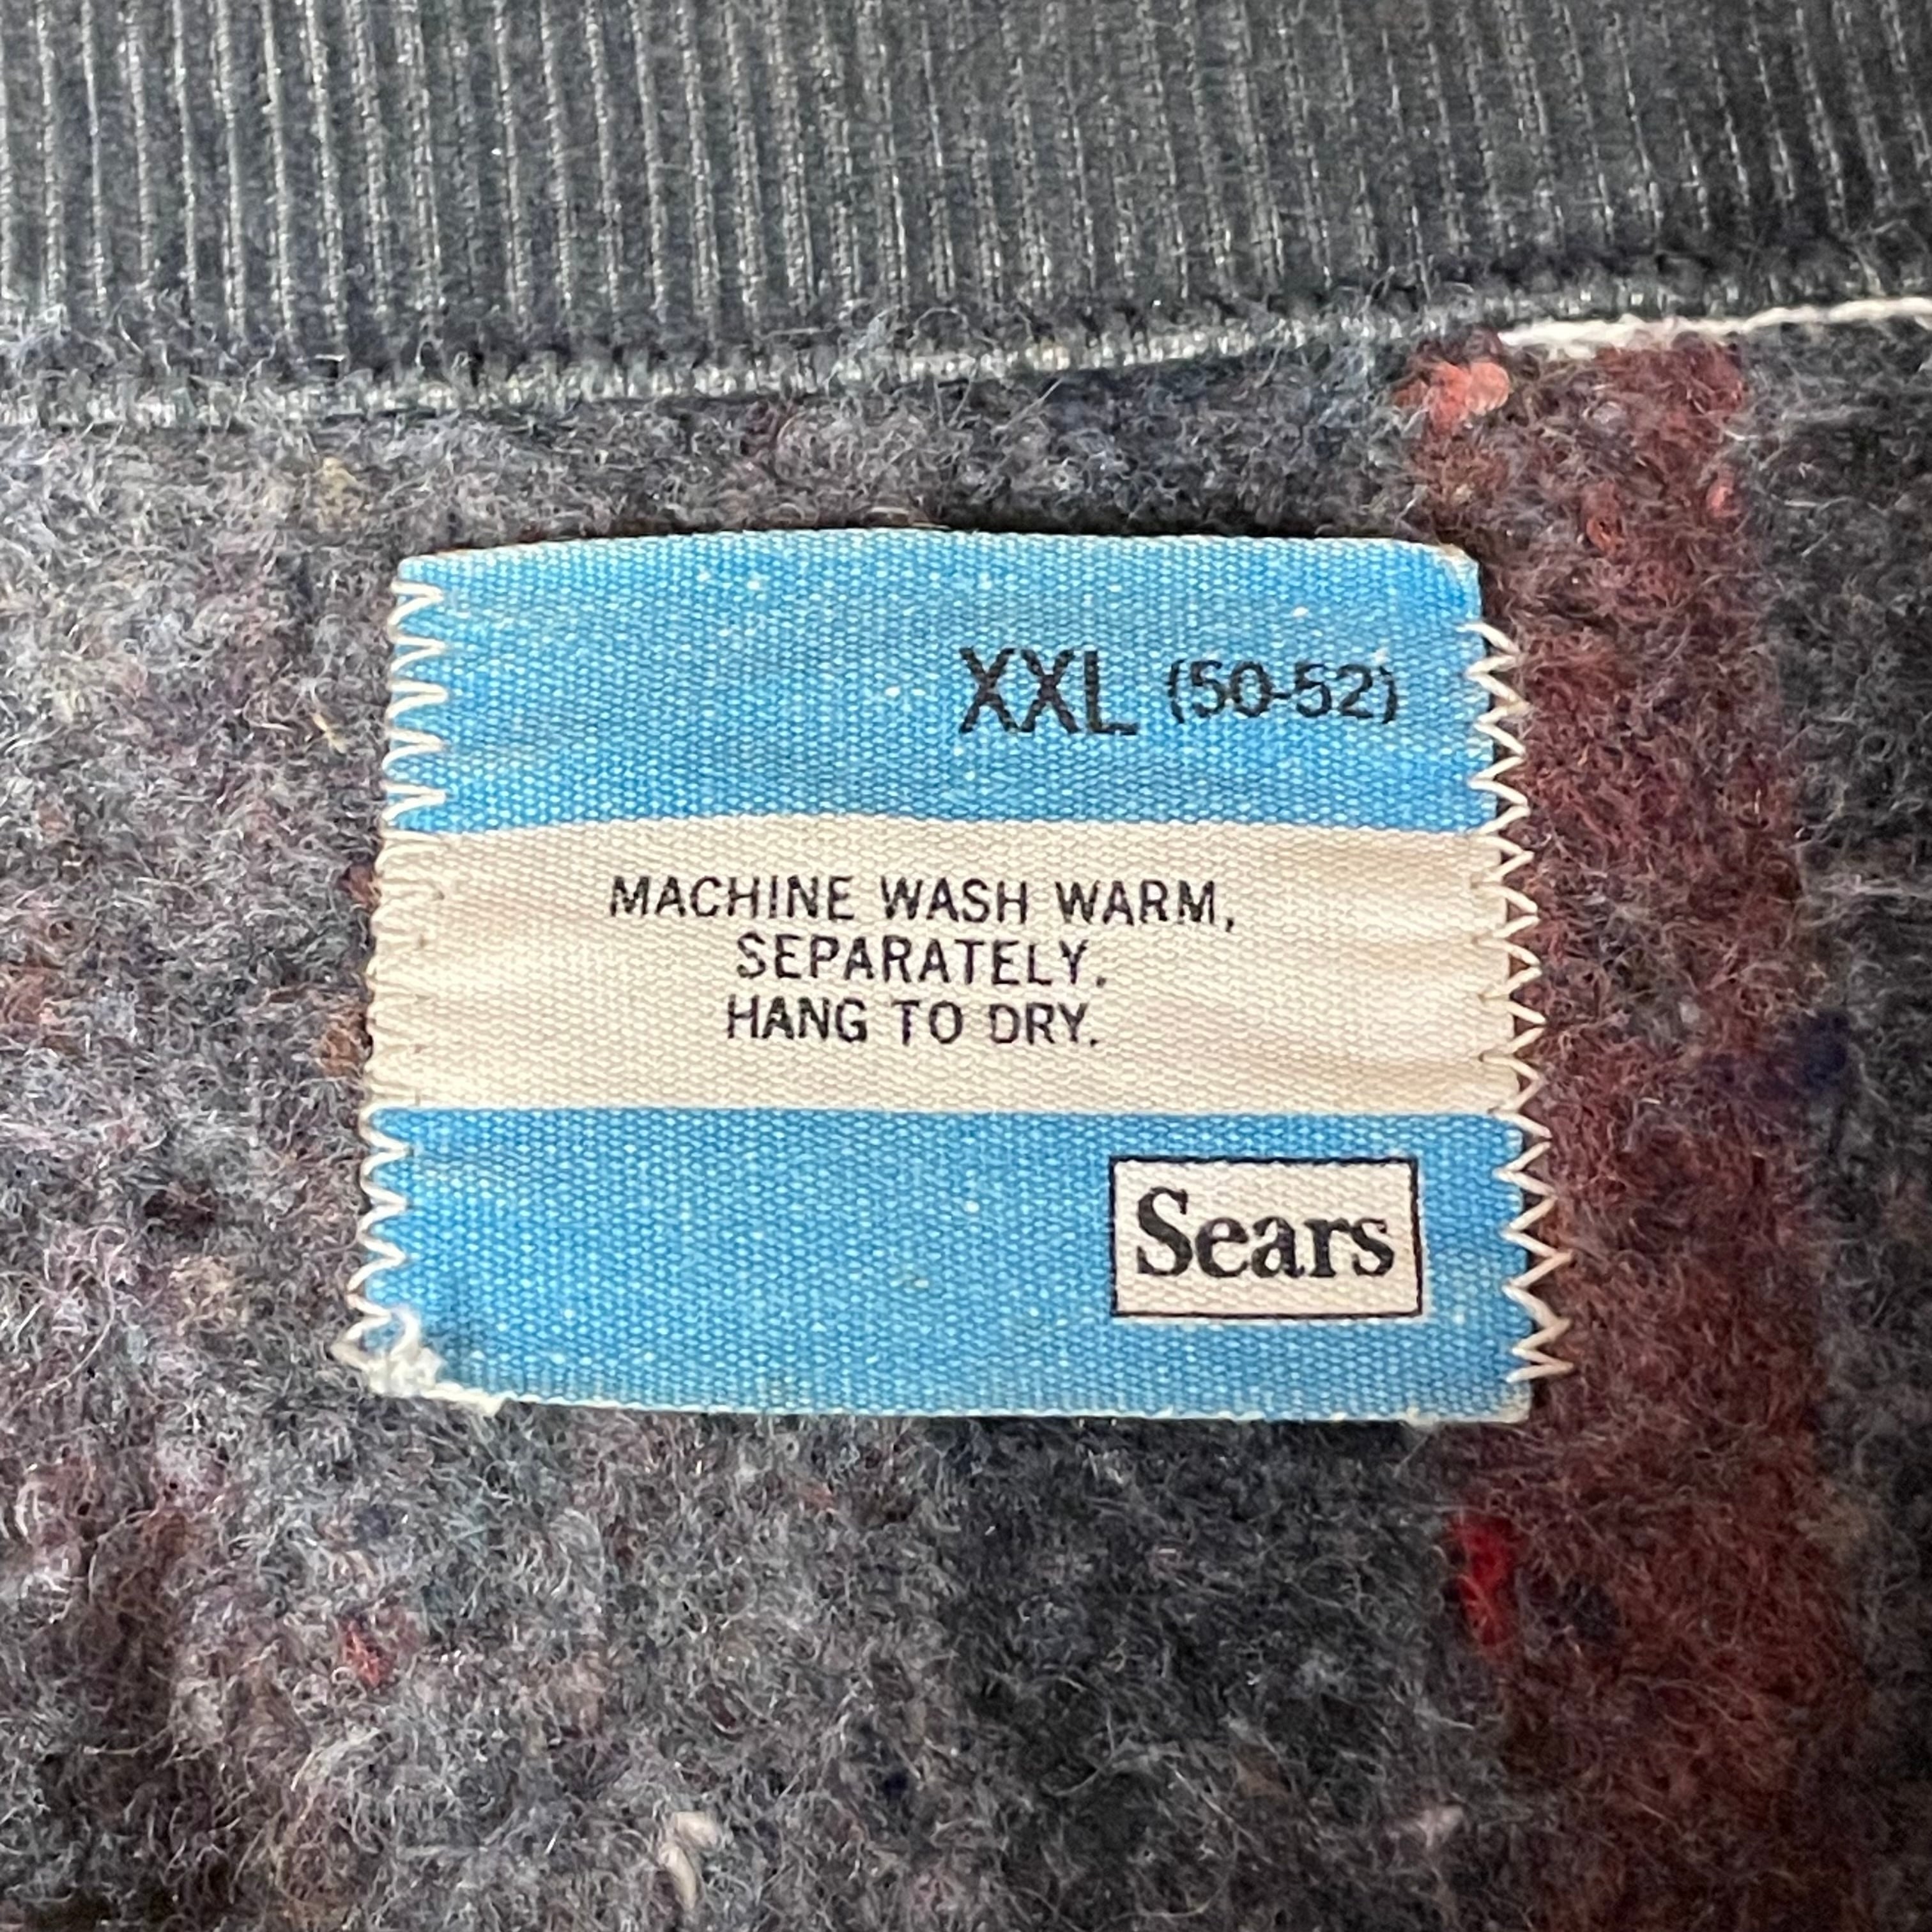 XXL (50-52)
MACHINE WASH WARM,
SEPARATELY.
HANG TO DRY.
Sears